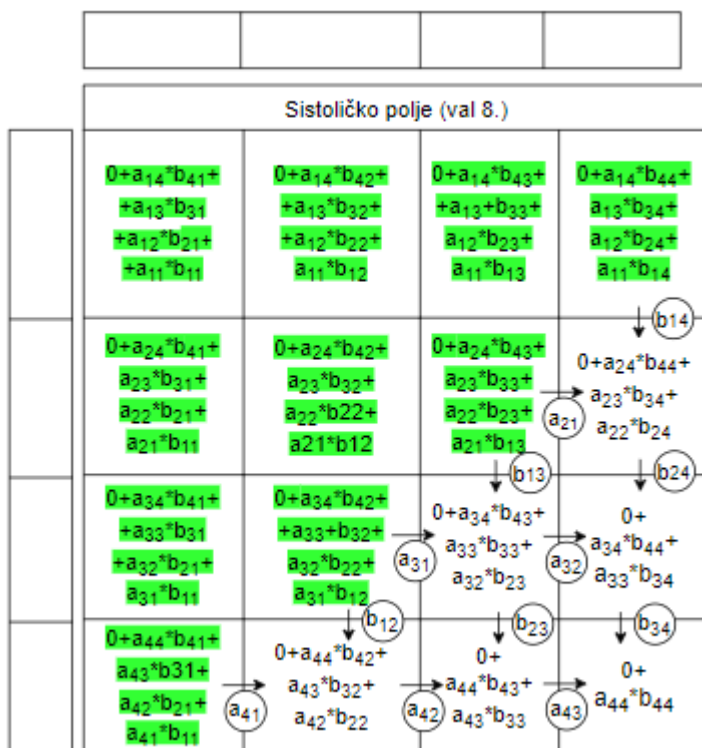 Sistoličko polje (val 8.)
0+a14*b41+
+a13*b31
+a12*b21+
+a11*b11
0+a14*b42+
+a13*b32+
+a12*b22+
a11*b12
0+a14*b43+
+a13+b33+
a12*b23+
a11*b13
0+a14*b44+
a13*b34+
a12*b24+
a11*b14
b14
0+a24*b41+
a23*b31+
a22*b21+
a21*b11
0+a24*b42+
a23*b32+
a22*b22+
a21*b12
0+a24*b43+
a23*b33+
a22*b23+
a21*b13
a21
0+a24*b44+
a23*b34+
a22*b24
b13
b24
0+a34*b41+
+a33*b31
+a32*b21+
a31*b11
0+a34*b42+
+a33+b32+
a32*b22+
a31*b12
a31
0+a34*b43+
a33*b33+
a32*b23
a32
0+
a34*b44+
a33*b34
b12
b23
b34
0+a44*b41+
a43*b31+
a42*b21+
a41*b11
a41
0+a44*b42+
a43*b32+
a42*b22
a42
0+
a44*b43+
a43*b33
a43
0+
a44*b44